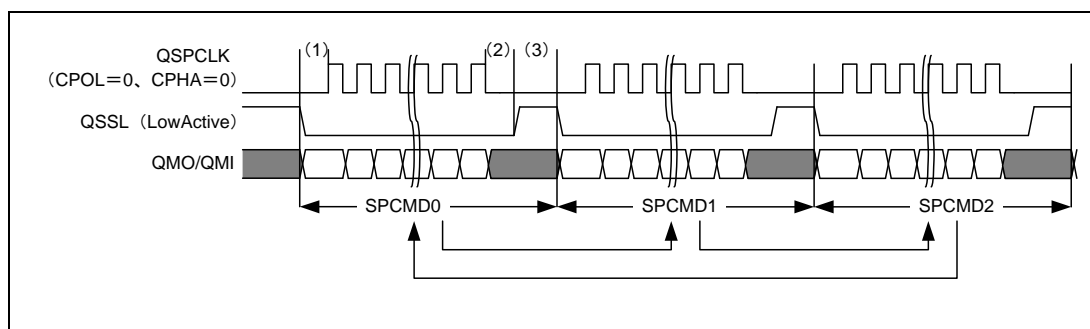 QSPCLK
（CPOL＝0、CPHA＝0）
(1)
(2)
(3)
QSSL（LowActive）
QMO/QMI
SPCMD0
SPCMD1
SPCMD2